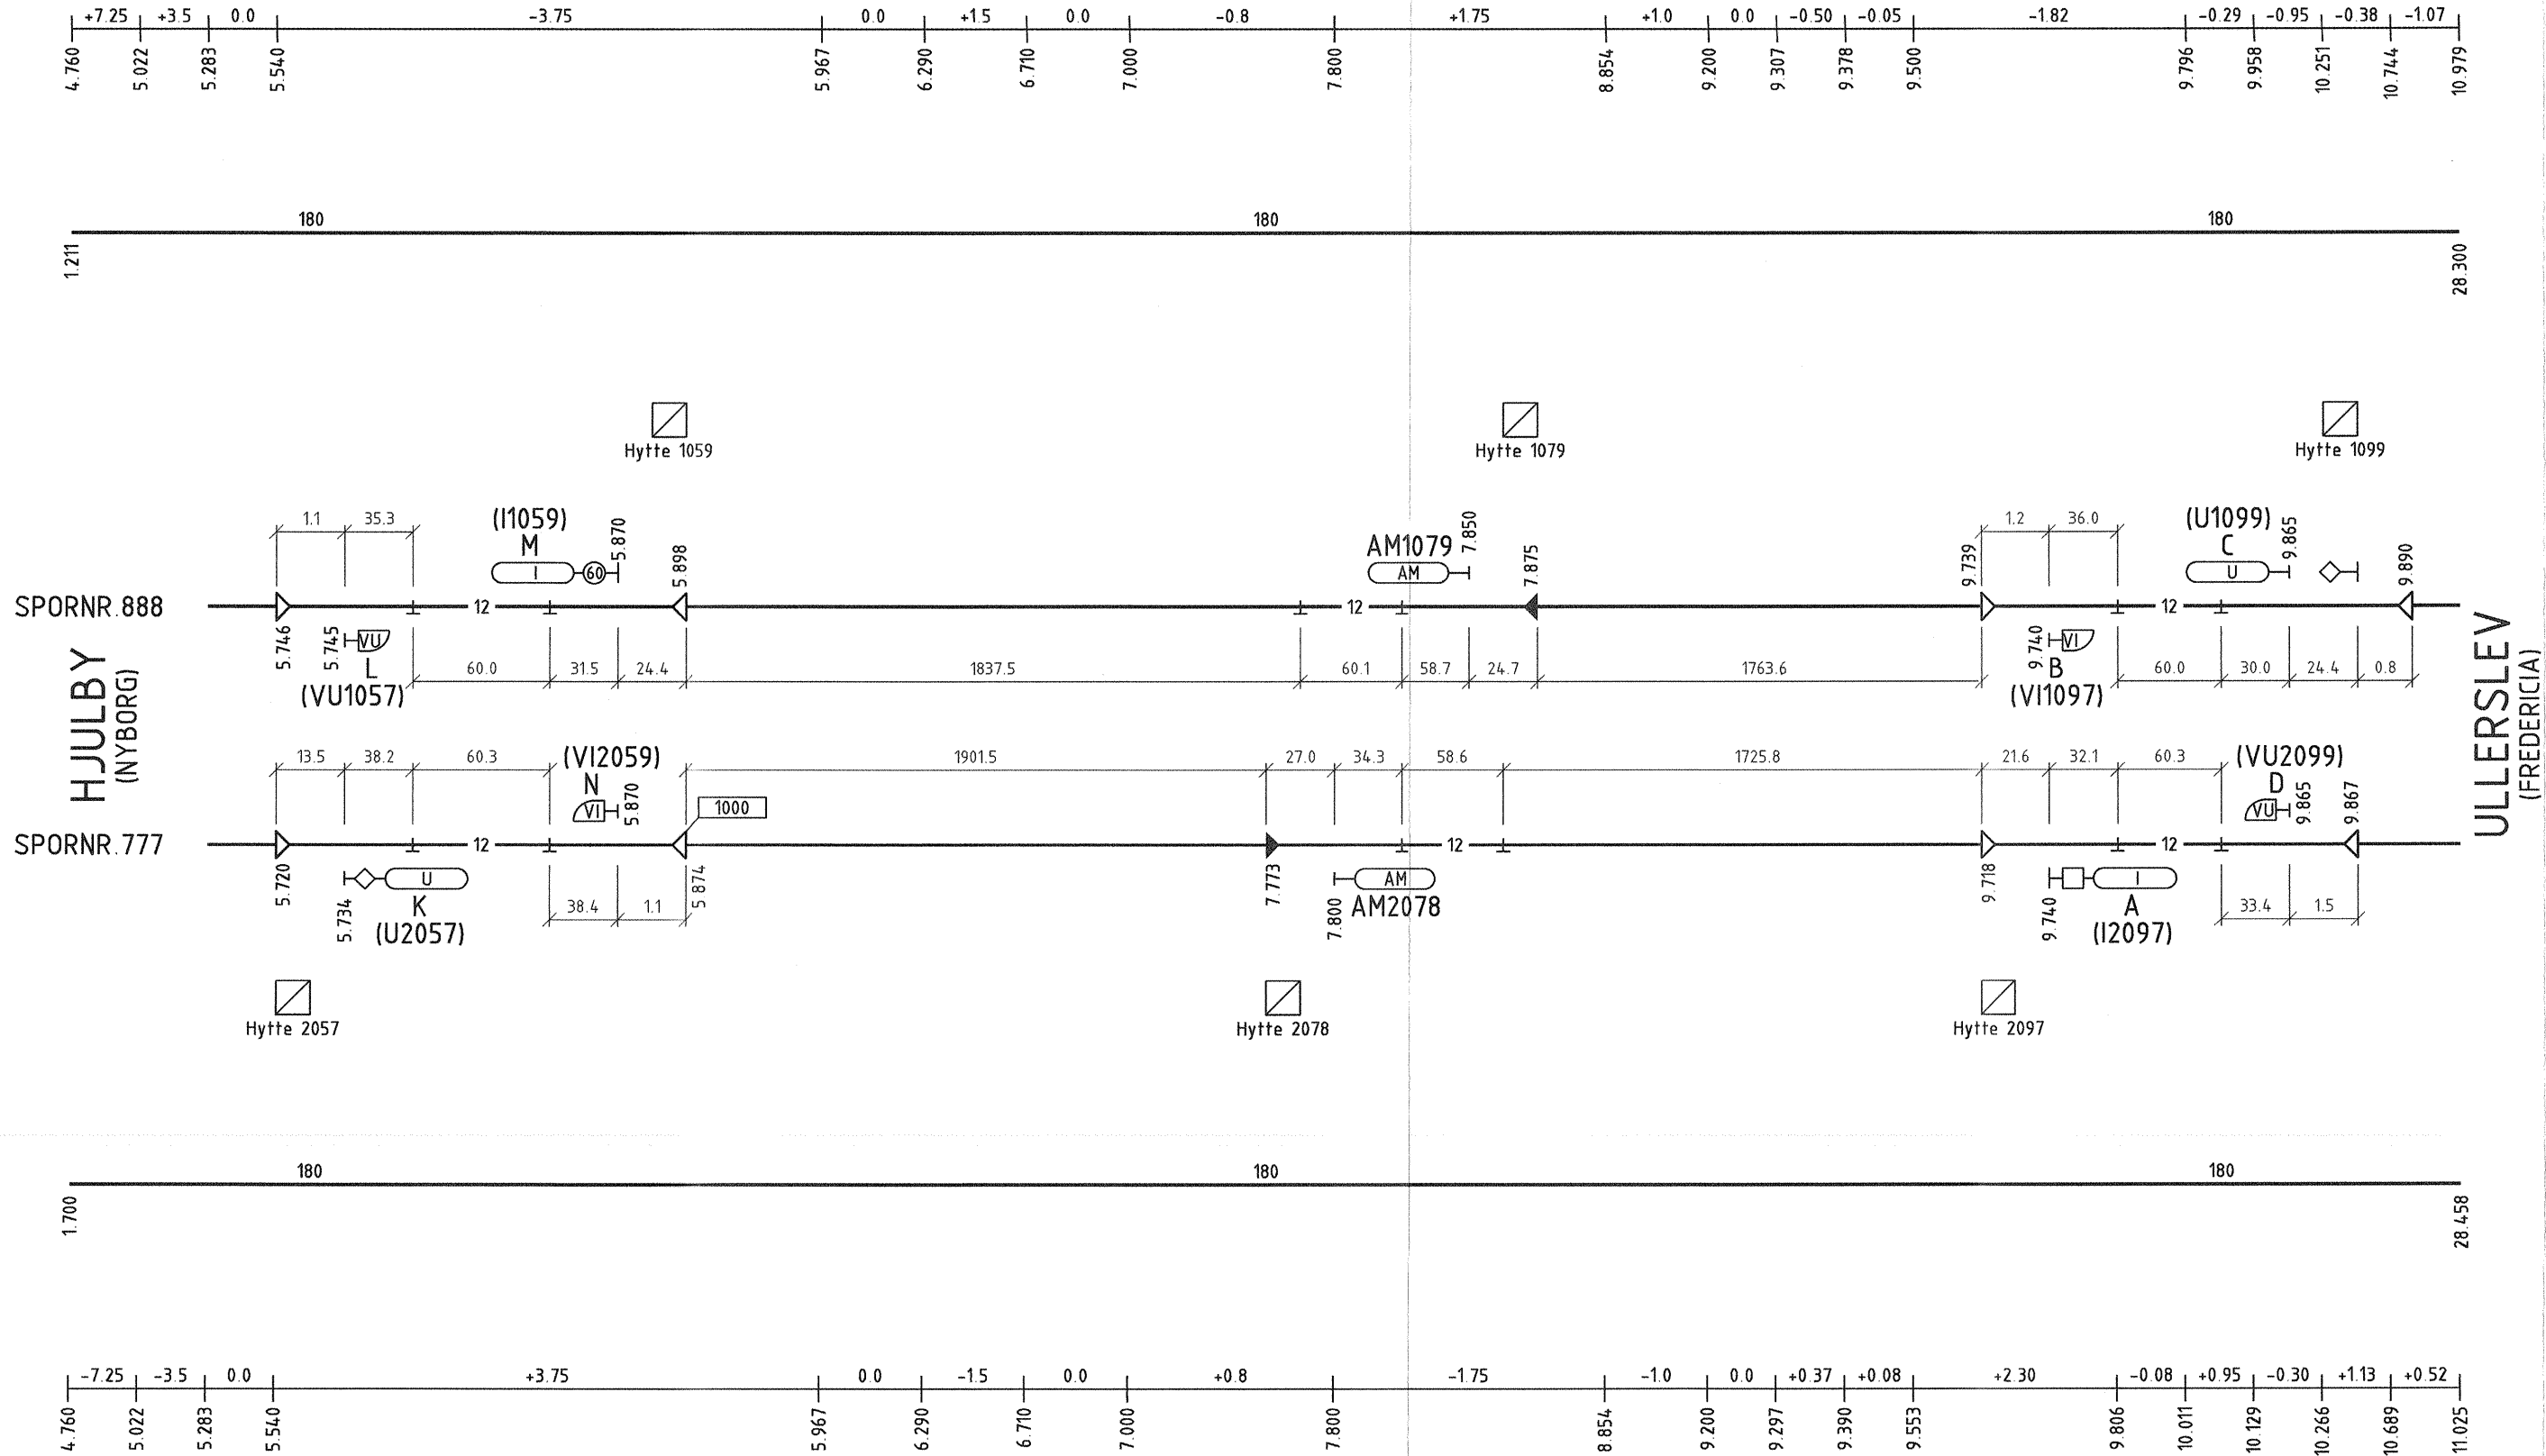 +7.25 +3.5 0.0 -3.75 0.0 +1.5 0.0 -0.8 +1.75 +1.0 0.0 -0.50 -0.05 -1.82 -0.29 -0.95 -0.38 -1.07
4.760 5.022 5.283 5.540 5.967 6.290 6.710 7.000 7.800 8.854 9.200 9.307 9.378 9.500 9.796 9.958 10.251 10.744 10.979
180 180 180
1.211 28.300
Hytte 1059 Hytte 1079 Hytte 1099
1.1 35.3 (I1059) 5.870 7.850 1.2 36.0 (U1099) 9.865
M AM1079 C
I 60 5.898 AM 7.875 9.739 U 9.890
SPORNR.888 12 12 12
5.746 5.745 VU 9.740 VI
L 60.0 31.5 24.4 1837.5 60.1 58.7 24.7 1763.6 B 60.0 30.0 24.4 0.8
(VU1057) (VI1097)
HJULBY
(NYBORG)
ULLERSLEV
(FREDERICIA)
13.5 38.2 60.3 (VI2059) 1901.5 27.0 34.3 58.6 1725.8 21.6 32.1 60.3 (VU2099)
N D
VI 5.870 1000 VU 9.865 9.867
SPORNR.777 12 12 12
5.720 5.734 U 5 874 7.773 7.800 AM 9.718 9.740 I
K 38.4 1.1 AM2078 A 33.4 1.5
(U2057) (I2097)
Hytte 2057 Hytte 2078 Hytte 2097
180 180 180
1.700 28.458
-7.25 -3.5 0.0 +3.75 0.0 -1.5 0.0 +0.8 -1.75 -1.0 0.0 +0.37 +0.08 +2.30 -0.08 +0.95 -0.30 +1.13 +0.52
4.760 5.022 5.283 5.540 5.967 6.290 6.710 7.000 7.800 8.854 9.200 9.297 9.390 9.553 9.806 10.011 10.129 10.266 10.689 11.025